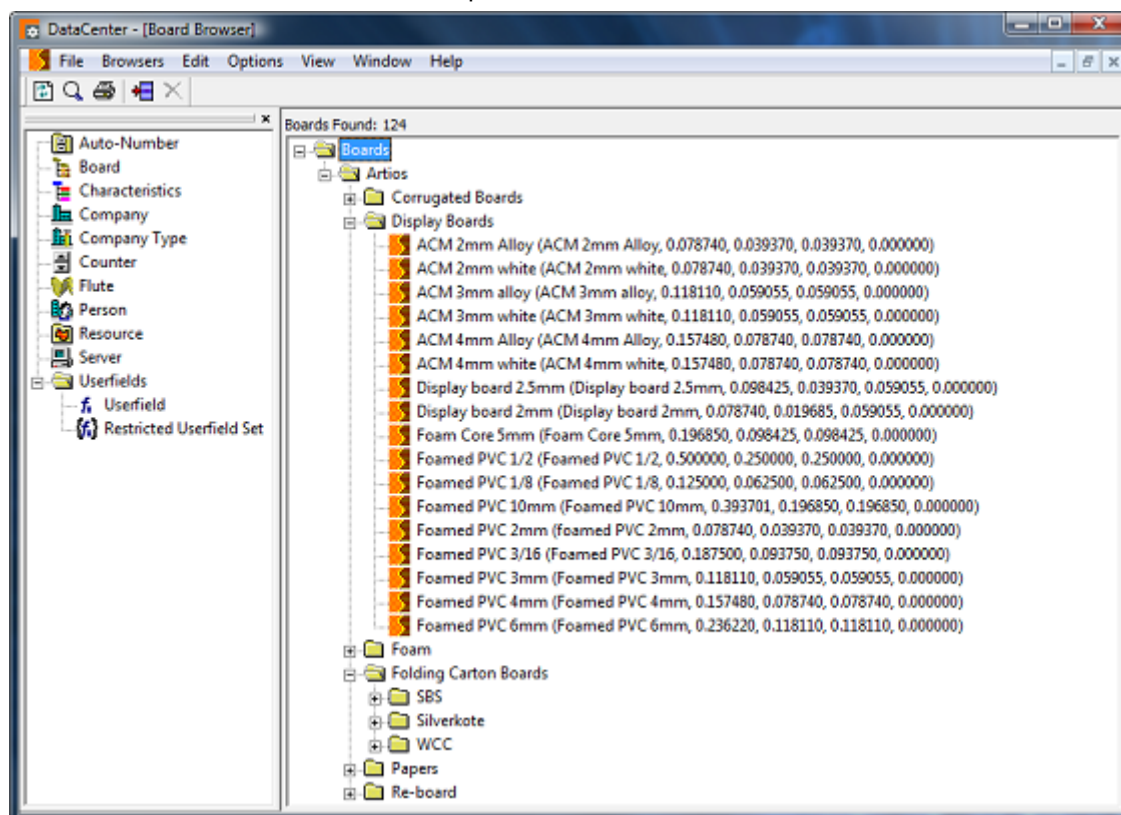 DataCenter - [Board Browser]
File Browsers Edit Options View Window Help
Boards Found: 124
Auto-Number
Board
Characteristics
Company
Company Type
Counter
Flute
Person
Resource
Server
Userfields
Userfield
Restricted Userfield Set
Boards
Artios
Corrugated Boards
Display Boards
ACM 2mm Alloy (ACM 2mm Alloy, 0.078740, 0.039370, 0.039370, 0.000000)
ACM 2mm white (ACM 2mm white, 0.078740, 0.039370, 0.039370, 0.000000)
ACM 3mm alloy (ACM 3mm alloy, 0.118110, 0.059055, 0.059055, 0.000000)
ACM 3mm white (ACM 3mm white, 0.118110, 0.059055, 0.059055, 0.000000)
ACM 4mm Alloy (ACM 4mm Alloy, 0.157480, 0.078740, 0.078740, 0.000000)
ACM 4mm white (ACM 4mm white, 0.157480, 0.078740, 0.078740, 0.000000)
Display board 2.5mm (Display board 2.5mm, 0.098425, 0.039370, 0.059055, 0.000000)
Display board 2mm (Display board 2mm, 0.078740, 0.019685, 0.059055, 0.000000)
Foam Core 5mm (Foam Core 5mm, 0.196850, 0.098425, 0.098425, 0.000000)
Foamed PVC 1/2 (Foamed PVC 1/2, 0.500000, 0.250000, 0.250000, 0.000000)
Foamed PVC 1/8 (Foamed PVC 1/8, 0.125000, 0.062500, 0.062500, 0.000000)
Foamed PVC 10mm (Foamed PVC 10mm, 0.393701, 0.196850, 0.196850, 0.000000)
Foamed PVC 2mm (foamed PVC 2mm, 0.078740, 0.039370, 0.039370, 0.000000)
Foamed PVC 3/16 (Foamed PVC 3/16, 0.187500, 0.093750, 0.093750, 0.000000)
Foamed PVC 3mm (Foamed PVC 3mm, 0.118110, 0.059055, 0.059055, 0.000000)
Foamed PVC 4mm (Foamed PVC 4mm, 0.157480, 0.078740, 0.078740, 0.000000)
Foamed PVC 6mm (Foamed PVC 6mm, 0.236220, 0.118110, 0.118110, 0.000000)
Foam
Folding Carton Boards
SBS
Silverkote
WCC
Papers
Re-board